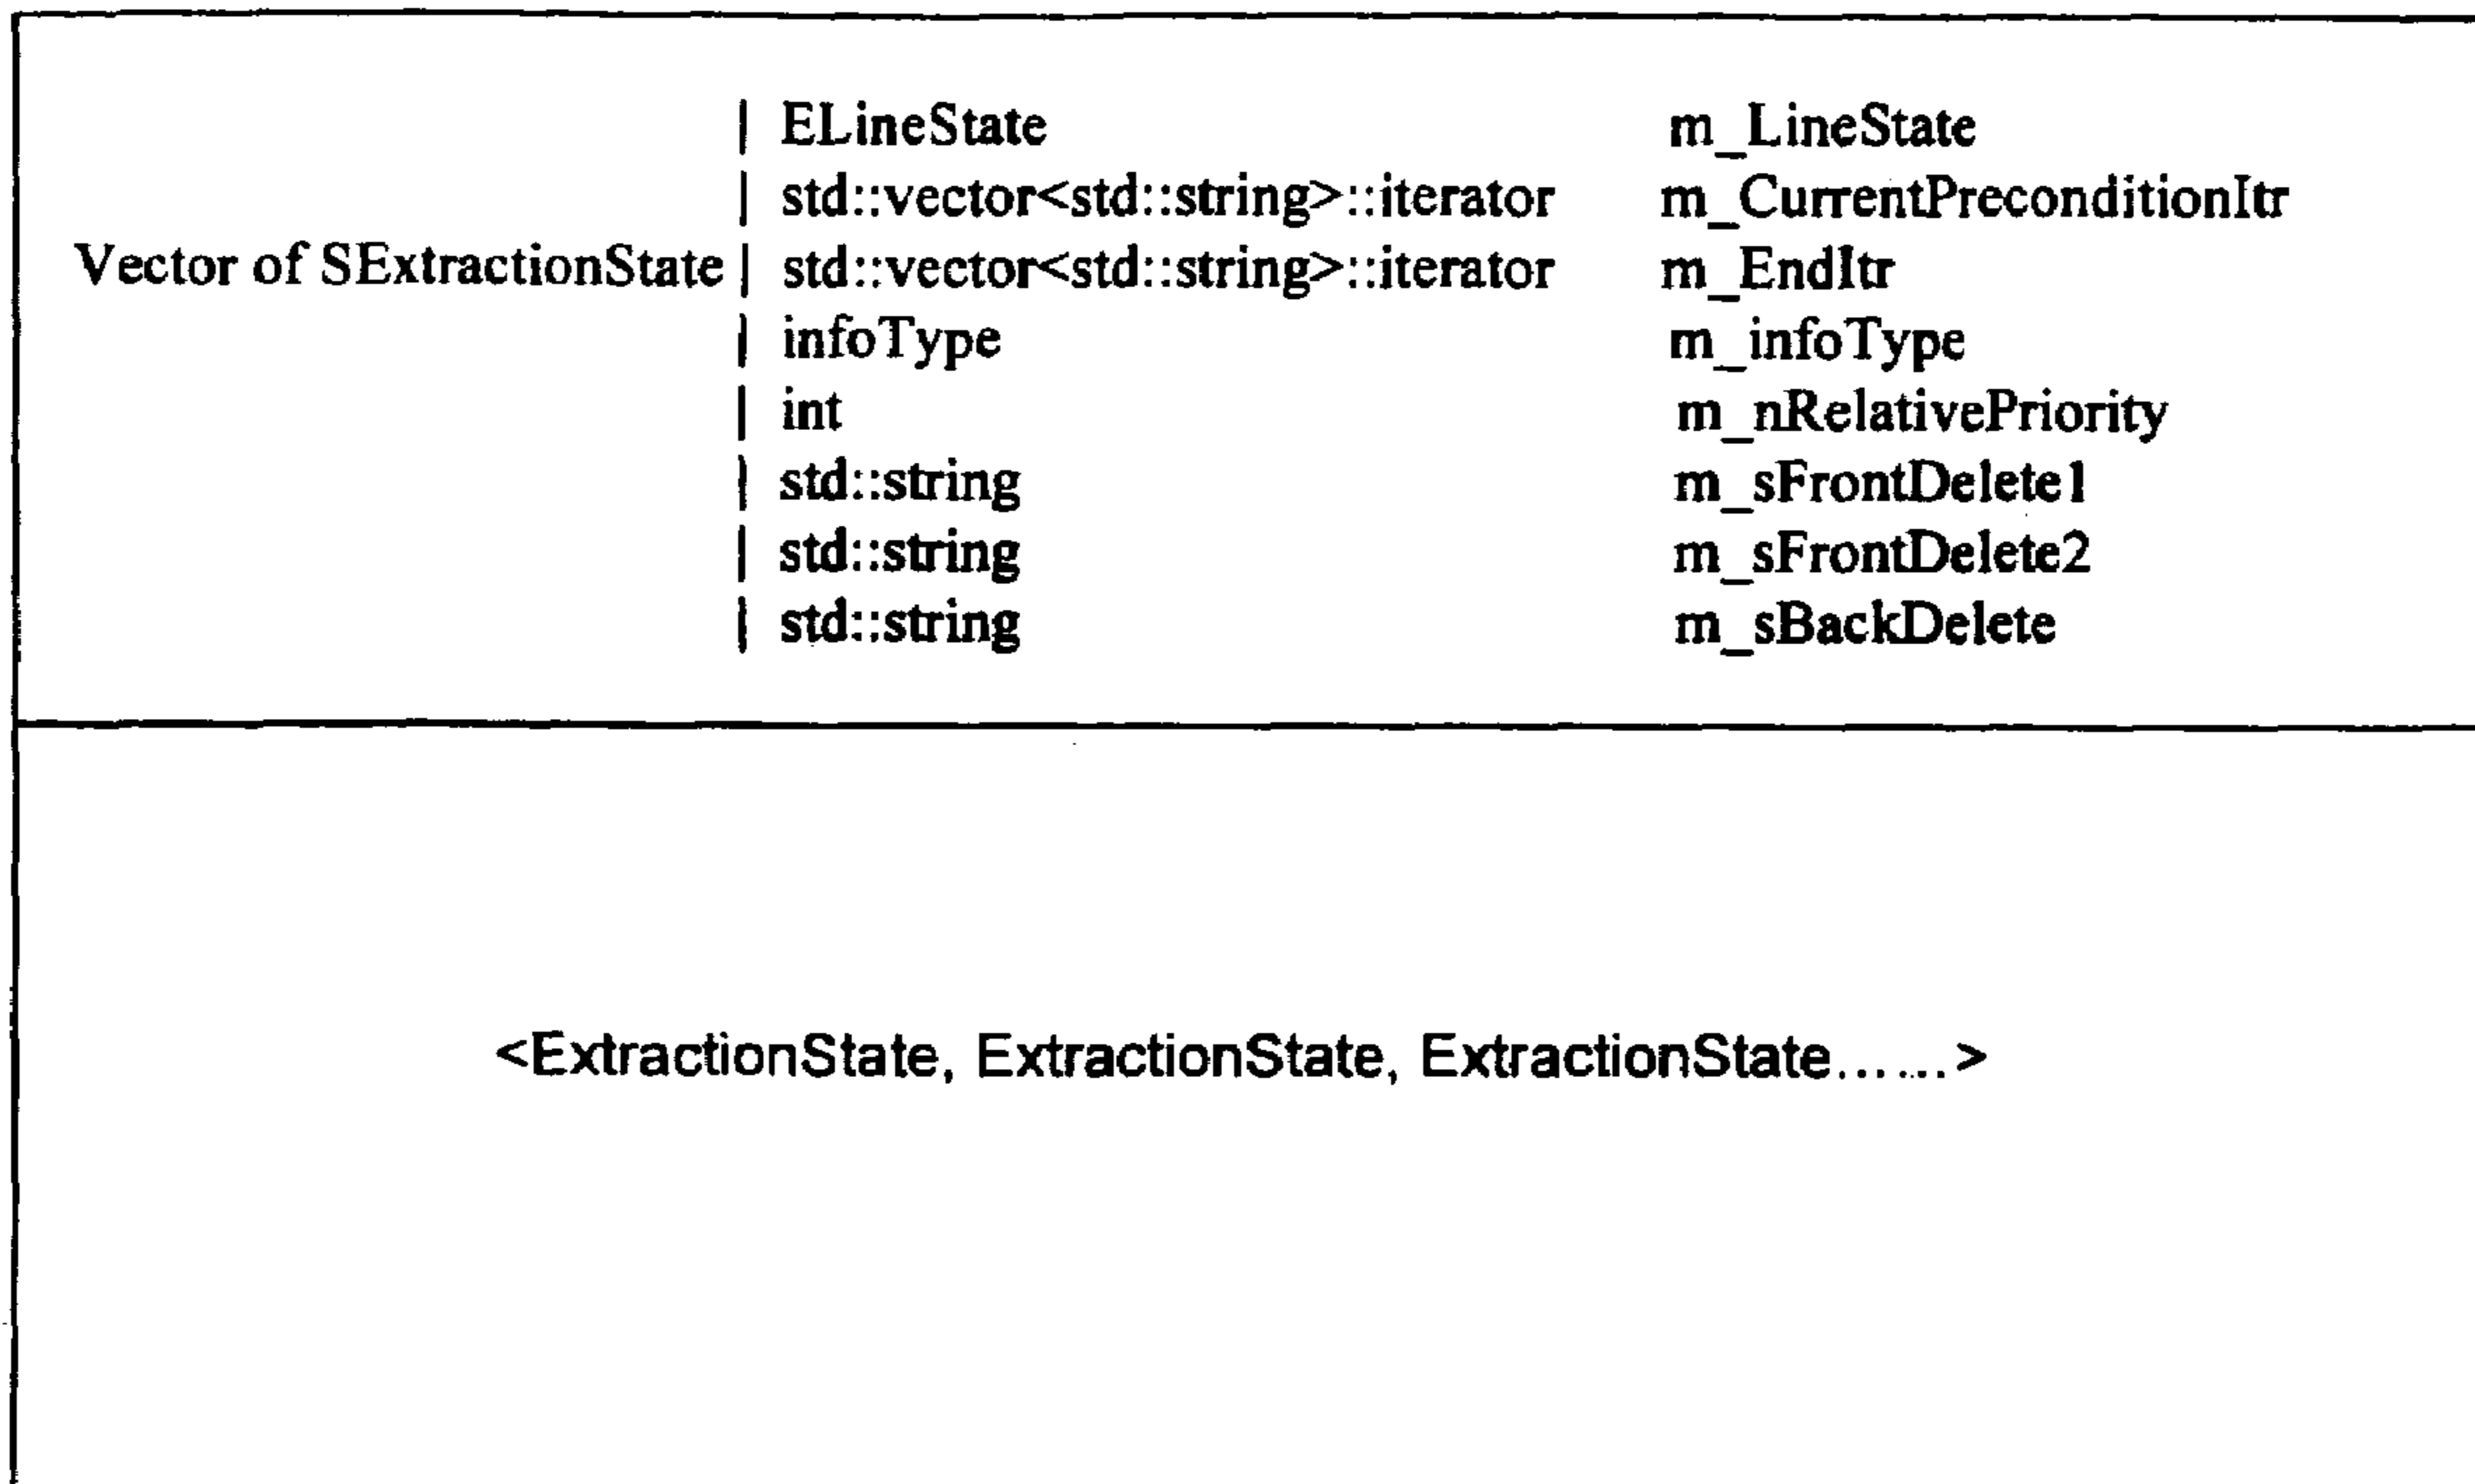 | ELineState m_LineState
| std::vector<std::string>::iterator m_CurrentPreconditionItr
Vector of SExtractionState | std::vector<std::string>::iterator m_EndItr
| infoType m_infoType
| int m_nRelativePriority
| std::string m_sFrontDelete1
| std::string m_sFrontDelete2
| std::string m_sBackDelete
<ExtractionState, ExtractionState, ExtractionState......>